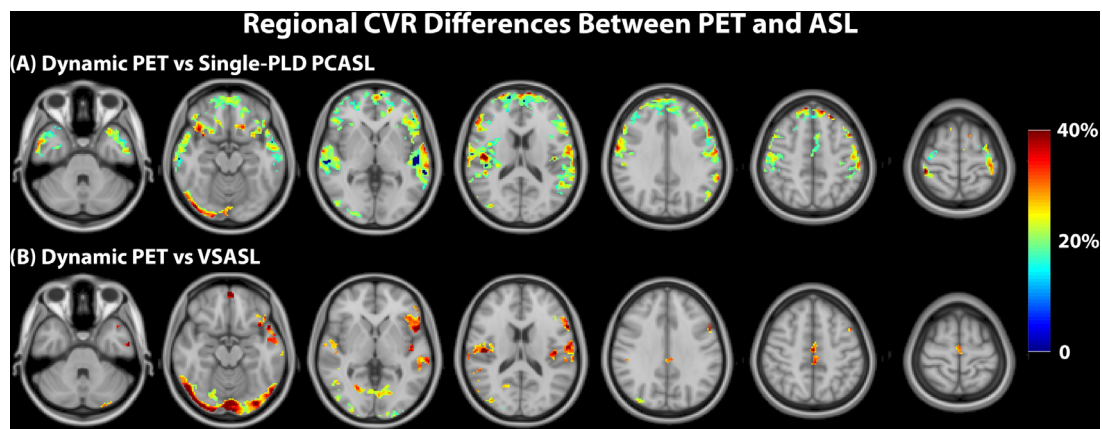 Regional CVR Differences Between PET and ASL
(A) Dynamic PET vs Single-PLD PCASL
40%
20%
(B) Dynamic PET vs VSASL
0